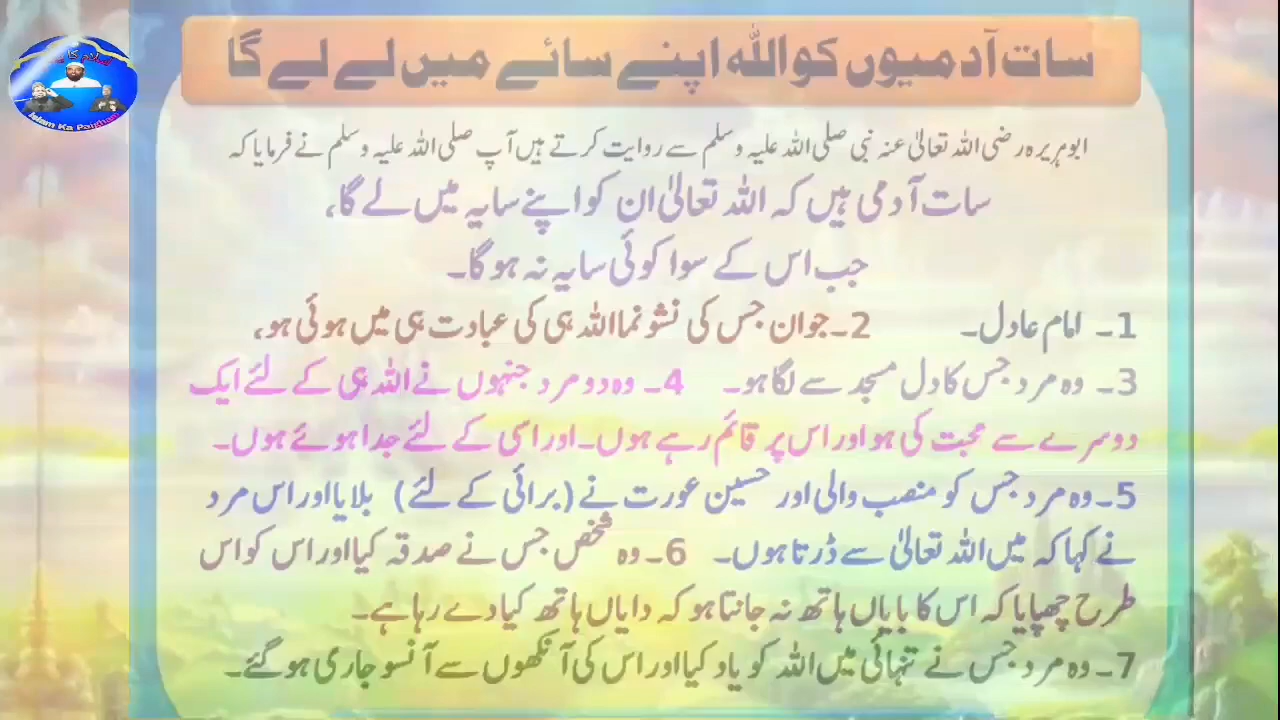 سات آدمیوں کو اللہ اپنے سائے میں لے لے گا
ابوہریرہ رضی اللہ تعالیٰ عنہ نبی صلی اللہ علیہ وسلم سے روایت کرتے ہیں آپ صلی اللہ علیہ وسلم نے فرمایا کہ
سات آدمی ہیں کہ اللہ تعالیٰ ان کو اپنے سایہ میں لے گا،
جب اس کے سوا کوئی سایہ نہ ہوگا۔
1۔ امام عادل۔ 2۔ جوان جس کی نشو نما اللہ ہی کی عبادت ہی میں ہوئی ہو،
3۔ وہ مرد جس کا دل مسجد سے لگا ہو۔ 4۔ وہ دو مرد جنہوں نے اللہ ہی کے لئے ایک
دوسرے سے محبت کی ہو اور اس پر قائم رہے ہوں۔ اور اسی کے لئے جدا ہوئے ہوں۔
5۔ وہ مرد جس کو منصب والی اور حسین عورت نے (برائی کے لئے) بلایا اور اس مرد
نے کہا کہ میں اللہ تعالیٰ سے ڈرتا ہوں۔ 6۔ وہ شخص جس نے صدقہ کیا اور اس کو اس
طرح چھپایا کہ اس کا بایاں ہاتھ نہ جانتا ہو کہ دایاں ہاتھ کیا دے رہا ہے۔
7۔ وہ مرد جس نے تنہائی میں اللہ کو یاد کیا اور اس کی آنکھوں سے آنسو جاری ہو گئے۔
Islam Ka Paigham